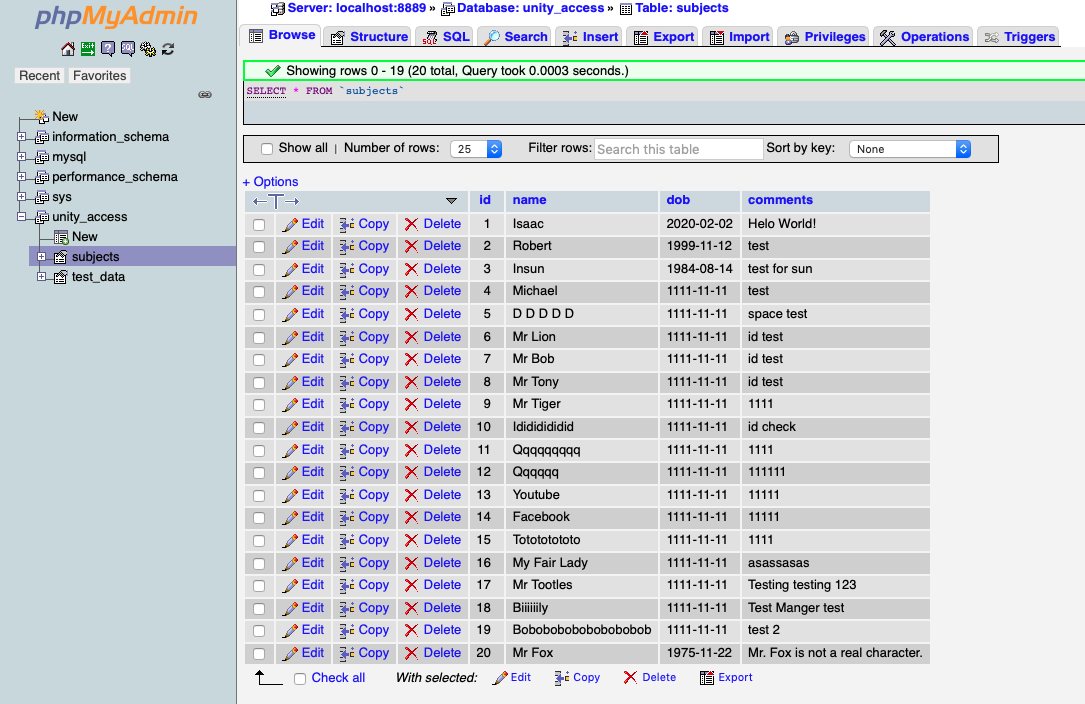 phpMyAdmin
Recent Favorites
New
information_schema
mysql
performance_schema
sys
unity_access
New
subjects
test_data
Server: localhost:8889 » Database: unity_access » Table: subjects
Browse Structure SQL Search Insert Export Import Privileges Operations Triggers
Showing rows 0 - 19 (20 total, Query took 0.0003 seconds.)
SELECT * FROM `subjects`
Show all | Number of rows: 25 Filter rows: Search this table Sort by key: None
+ Options
←T→ id name dob comments
Edit Copy Delete 1 Isaac 2020-02-02 Helo World!
Edit Copy Delete 2 Robert 1999-11-12 test
Edit Copy Delete 3 Insun 1984-08-14 test for sun
Edit Copy Delete 4 Michael 1111-11-11 test
Edit Copy Delete 5 D D D D D 1111-11-11 space test
Edit Copy Delete 6 Mr Lion 1111-11-11 id test
Edit Copy Delete 7 Mr Bob 1111-11-11 id test
Edit Copy Delete 8 Mr Tony 1111-11-11 id test
Edit Copy Delete 9 Mr Tiger 1111-11-11 1111
Edit Copy Delete 10 Idididididid 1111-11-11 id check
Edit Copy Delete 11 Qqqqqqqqq 1111-11-11 1111
Edit Copy Delete 12 Qqqqqq 1111-11-11 111111
Edit Copy Delete 13 Youtube 1111-11-11 11111
Edit Copy Delete 14 Facebook 1111-11-11 11111
Edit Copy Delete 15 Totototototo 1111-11-11 1111
Edit Copy Delete 16 My Fair Lady 1111-11-11 asassasas
Edit Copy Delete 17 Mr Tootles 1111-11-11 Testing testing 123
Edit Copy Delete 18 Biiiiiily 1111-11-11 Test Manger test
Edit Copy Delete 19 Bobobobobobobobob 1111-11-11 test 2
Edit Copy Delete 20 Mr Fox 1975-11-22 Mr. Fox is not a real character.
Check all With selected: Edit Copy Delete Export